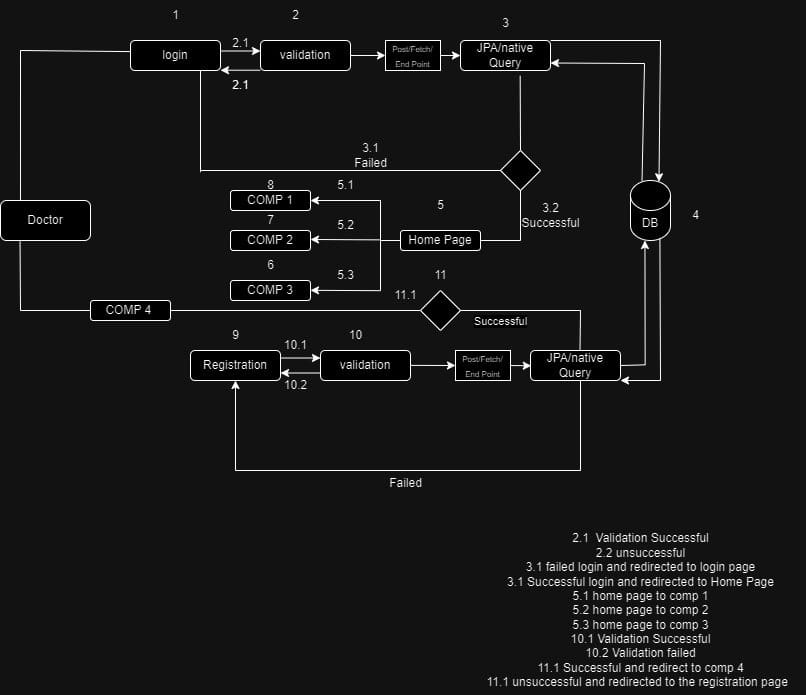 1
2
3
login
2.1
validation
Post/Fetch/
End Point
JPA/native
Query
2.1
3.1
Failed
8
COMP 1
5.1
7
COMP 2
5.2
6
COMP 3
5.3
5
Home Page
3.2
Successful
DB
4
Doctor
COMP 4
11.1
11
Successful
9
Registration
10.1
10.2
10
validation
Post/Fetch/
End Point
JPA/native
Query
Failed
2.1 Validation Successful
2.2 unsuccessful
3.1 failed login and redirected to login page
3.1 Successful login and redirected to Home Page
5.1 home page to comp 1
5.2 home page to comp 2
5.3 home page to comp 3
10.1 Validation Successful
10.2 Validation failed
11.1 Successful and redirect to comp 4
11.1 unsuccessful and redirected to the registration page